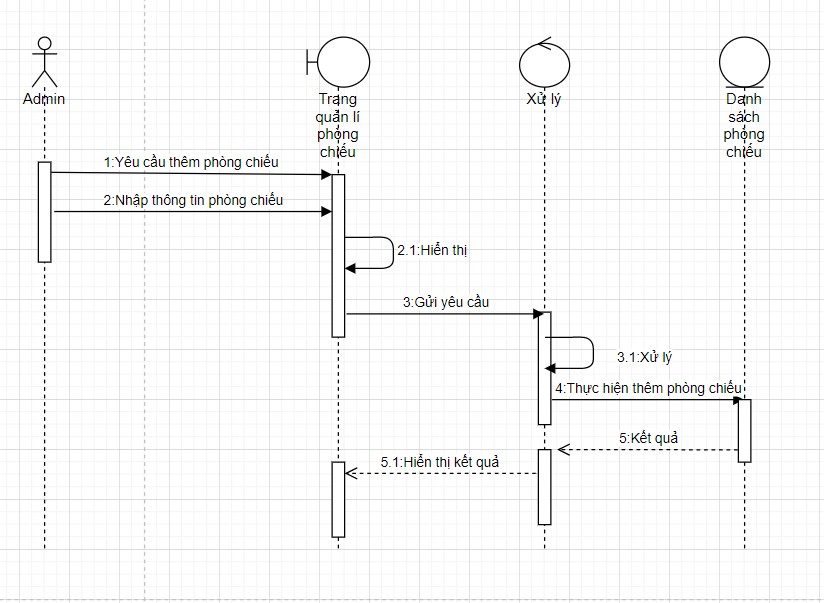 Admin
Trang
quản lí
phòng
chiếu
Xử lý
Danh
sách
phòng
chiếu
1:Yêu cầu thêm phòng chiếu
2:Nhập thông tin phòng chiếu
2.1:Hiển thị
3:Gửi yêu cầu
3.1:Xử lý
4:Thực hiện thêm phòng chiếu
5:Kết quả
5.1:Hiển thị kết quả